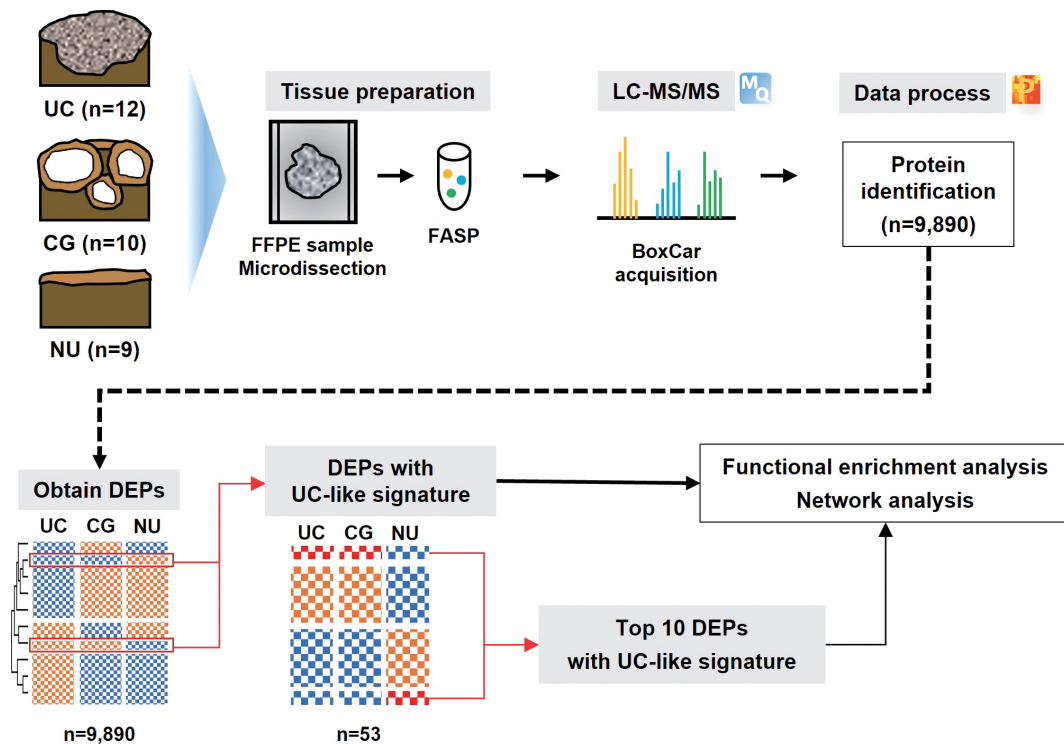 UC (n=12)
CG (n=10)
NU (n=9)
Tissue preparation
FFPE sample
Microdissection
FASP
LC-MS/MS
MQ
BoxCar
acquisition
Data process
P
Protein
identification
(n=9,890)
Obtain DEPs
UC CG NU
n=9,890
DEPs with
UC-like signature
UC CG NU
n=53
Top 10 DEPs
with UC-like signature
Functional enrichment analysis
Network analysis